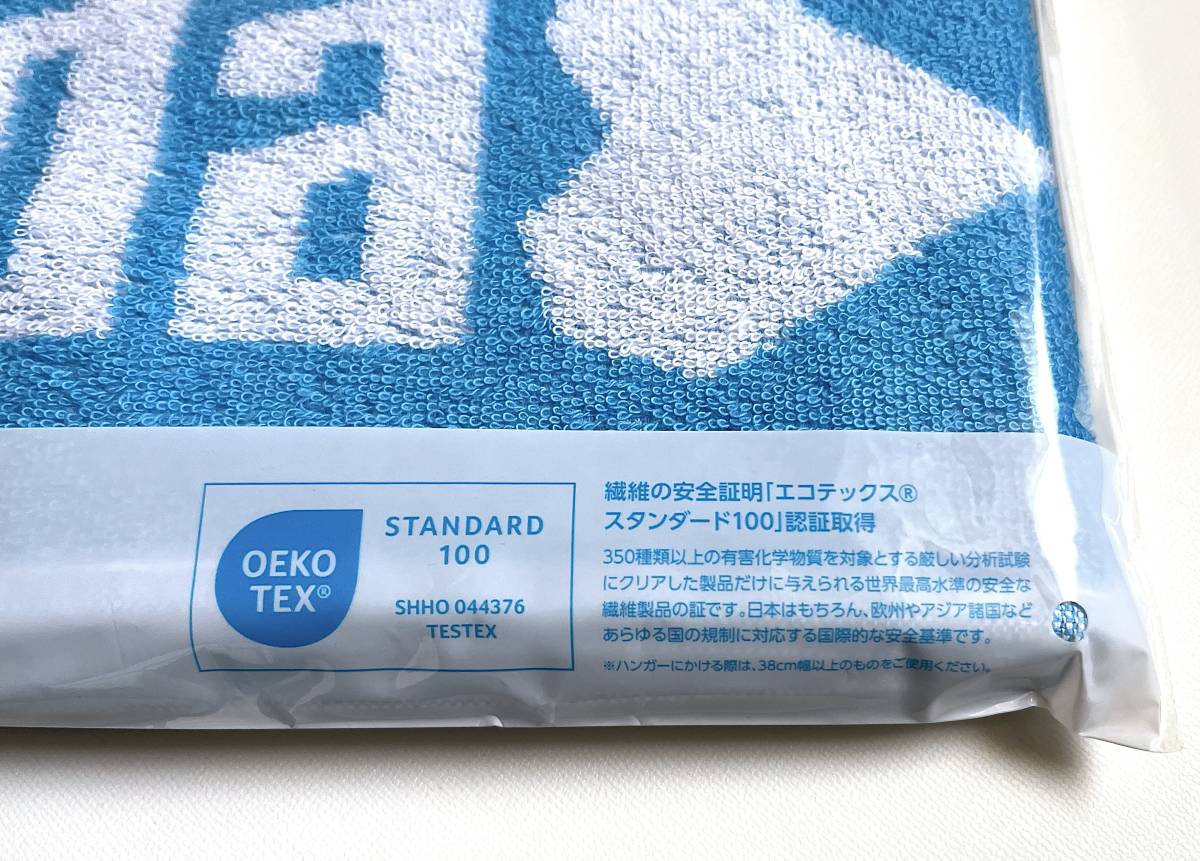 na
OEKO
TEX®
STANDARD
100
SHHO 044376
TESTEX
繊維の安全証明「エコテックス®
スタンダード100」認証取得
350種類以上の有害化学物質を対象とする厳しい分析試験
にクリアした製品だけに与えられる世界最高水準の安全な
繊維製品の証です。日本はもちろん、欧州やアジア諸国など
あらゆる国の規制に対応する国際的な安全基準です。
※ハンガーにかける際は、38cm幅以上のものをご使用ください。